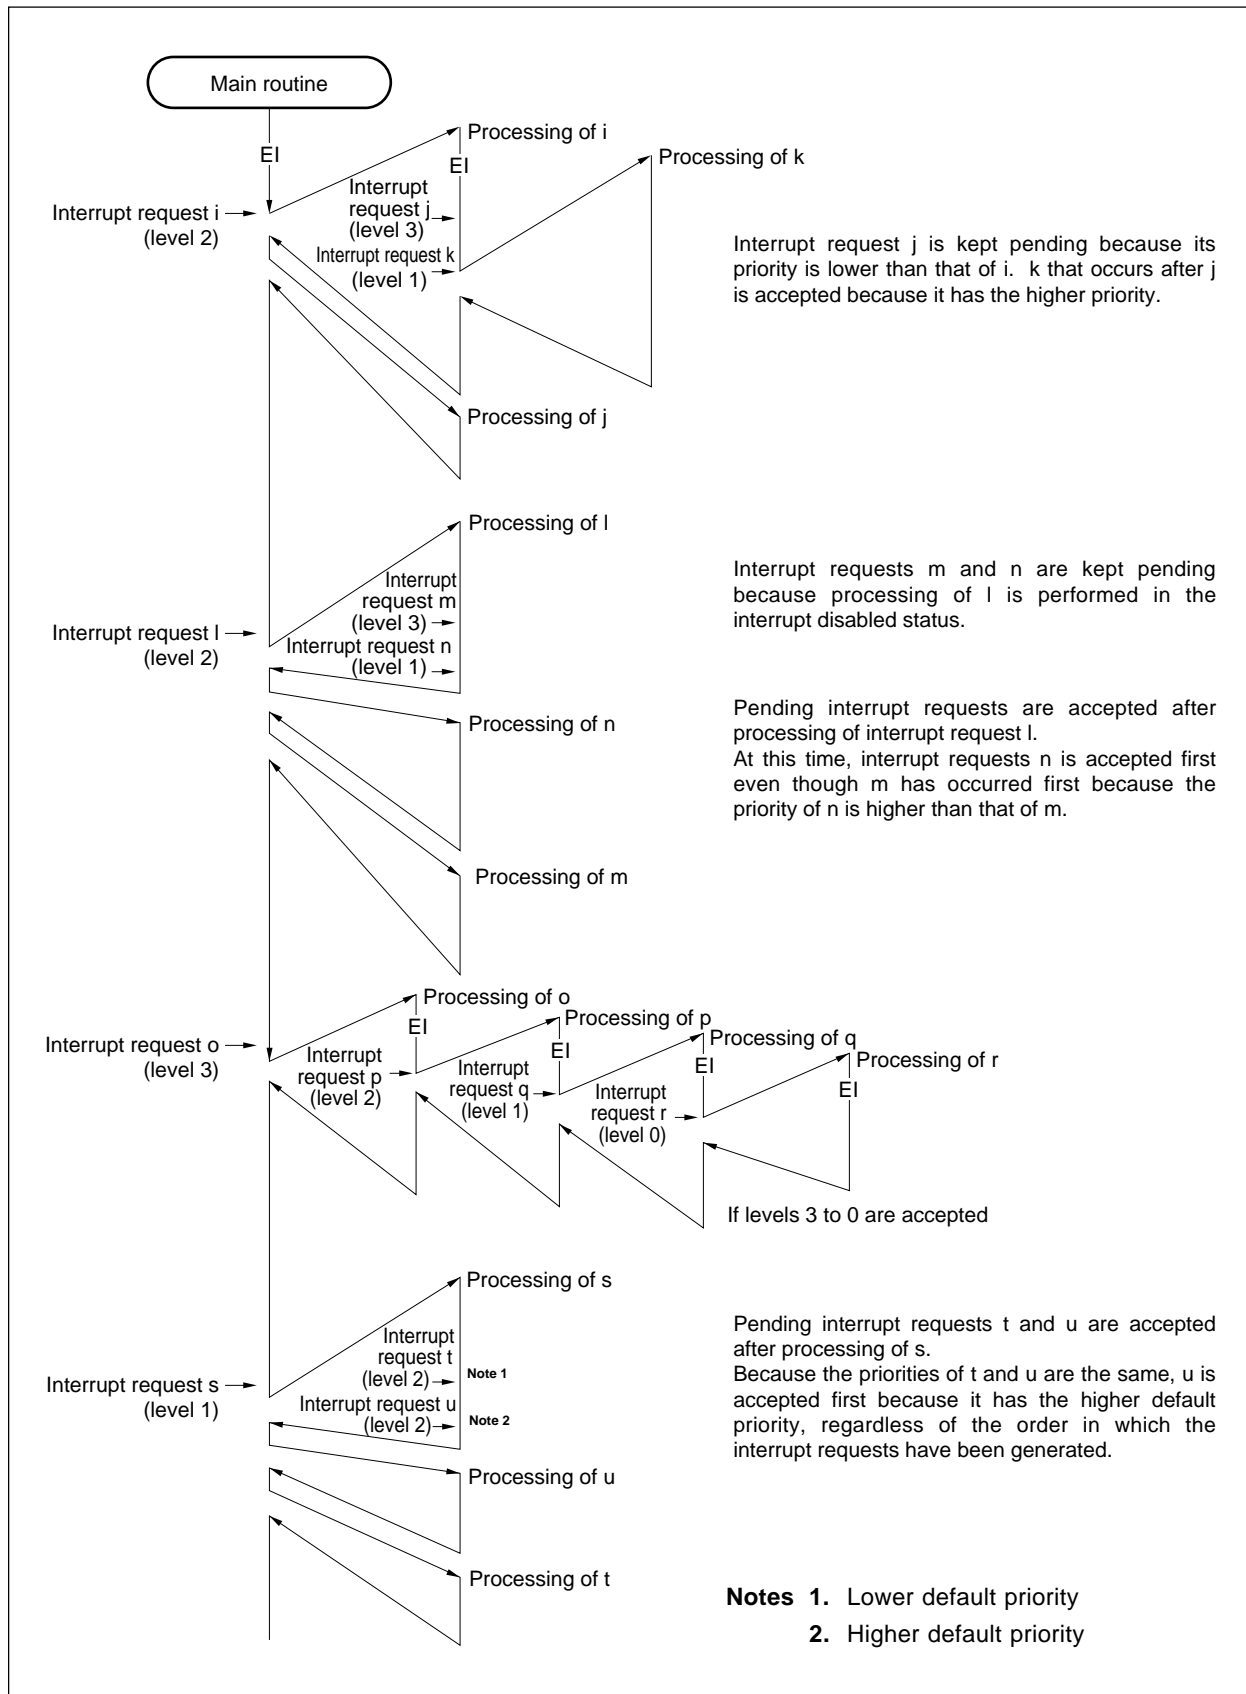 Main routine
EI
Processing of i
EI
Processing of k
Interrupt request i
(level 2)
Interrupt
request j
(level 3)
Interrupt request k
(level 1)
Interrupt request j is kept pending because its
priority is lower than that of i. k that occurs after j
is accepted because it has the higher priority.
Processing of j
Processing of l
Interrupt request l
(level 2)
Interrupt
request m
(level 3)
Interrupt request n
(level 1)
Interrupt requests m and n are kept pending
because processing of l is performed in the
interrupt disabled status.
Processing of n
Pending interrupt requests are accepted after
processing of interrupt request l.
At this time, interrupt requests n is accepted first
even though m has occurred first because the
priority of n is higher than that of m.
Processing of m
Processing of o
EI
Processing of p
EI
Processing of q
EI
Processing of r
EI
Interrupt request o
(level 3)
Interrupt
request p
(level 2)
Interrupt
request q
(level 1)
Interrupt
request r
(level 0)
If levels 3 to 0 are accepted
Processing of s
Interrupt request s
(level 1)
Interrupt
request t
(level 2)
Note 1
Interrupt request u
(level 2)
Note 2
Pending interrupt requests t and u are accepted
after processing of s.
Because the priorities of t and u are the same, u is
accepted first because it has the higher default
priority, regardless of the order in which the
interrupt requests have been generated.
Processing of u
Processing of t
Notes 1. Lower default priority
2. Higher default priority